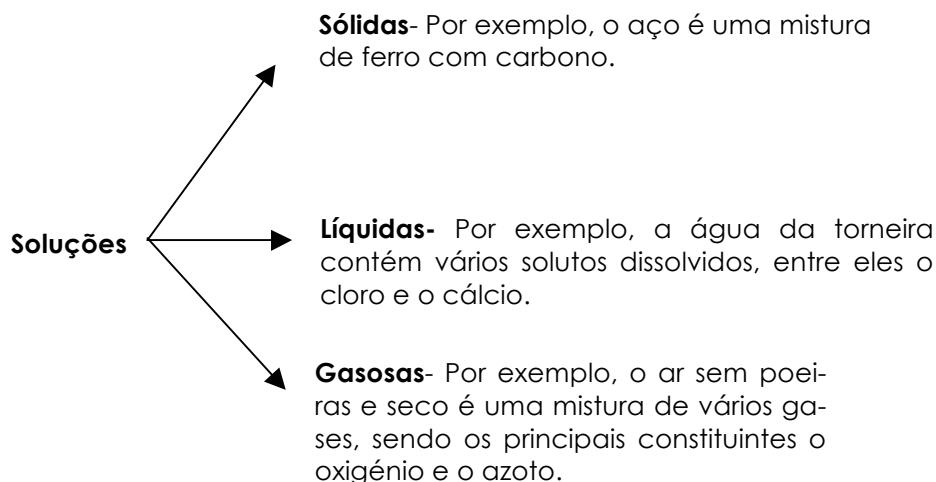 Sólidas- Por exemplo, o aço é uma mistura
de ferro com carbono.
Soluções
Líquidas- Por exemplo, a água da torneira
contém vários solutos dissolvidos, entre eles o
cloro e o cálcio.
Gasosas- Por exemplo, o ar sem poei-
ras e seco é uma mistura de vários ga-
ses, sendo os principais constituintes o
oxigénio e o azoto.